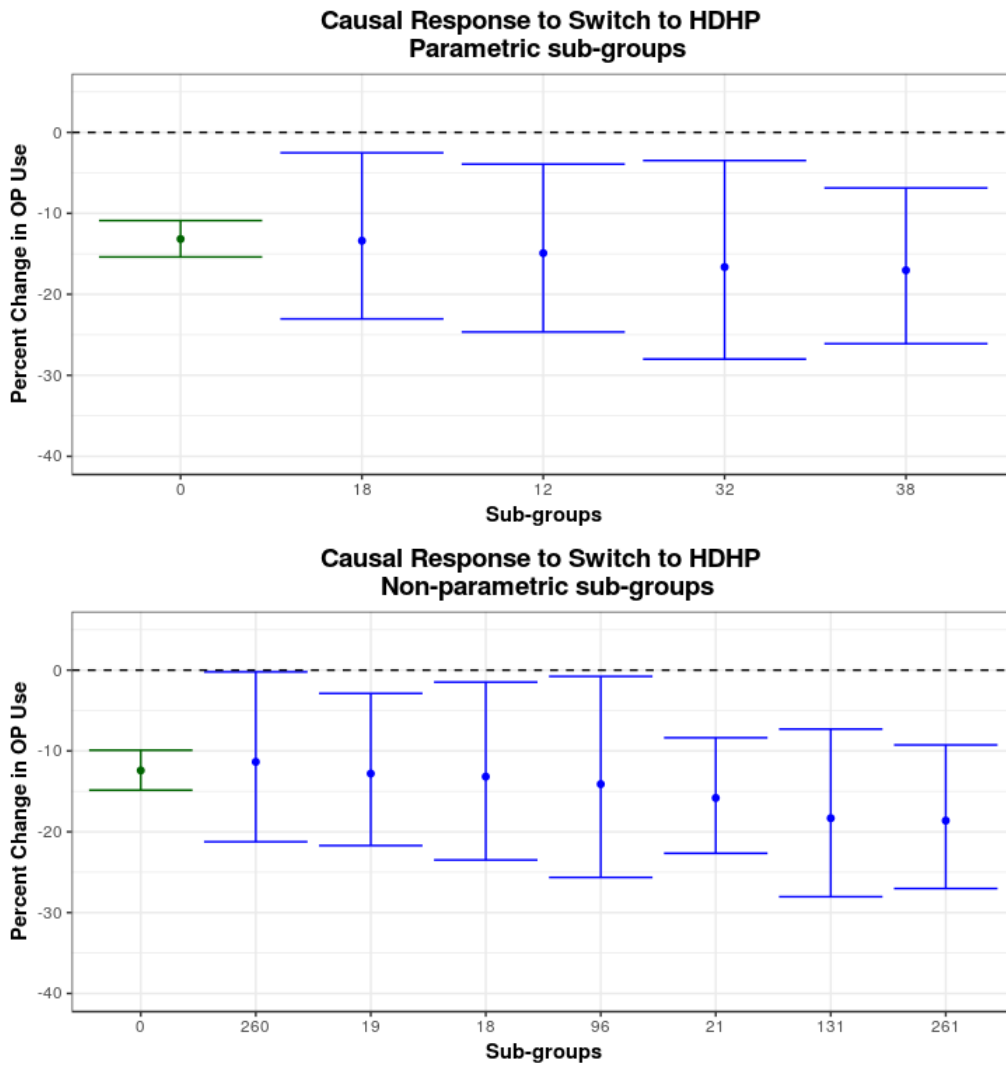 Causal Response to Switch to HDHP
Parametric sub-groups
Percent Change in OP Use
0
-10
-20
-30
-40
0 18 12 32 38
Sub-groups
Causal Response to Switch to HDHP
Non-parametric sub-groups
Percent Change in OP Use
0
-10
-20
-30
-40
0 260 19 18 96 21 131 261
Sub-groups